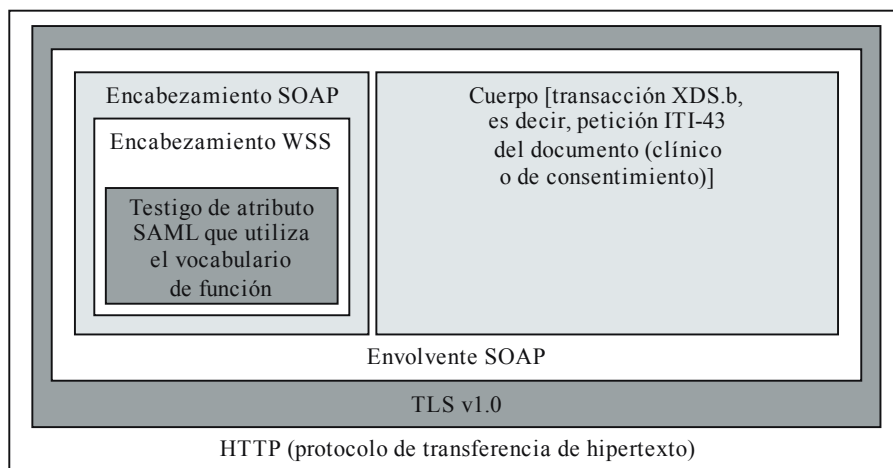 Encabezamiento SOAP
Encabezamiento WSS
Testigo de atributo
SAML que utiliza
el vocabulario
de función
Cuerpo [transacción XDS.b,
es decir, petición ITI-43
del documento (clínico
o de consentimiento)]
Envolvente SOAP
TLS v1.0
HTTP (protocolo de transferencia de hipertexto)